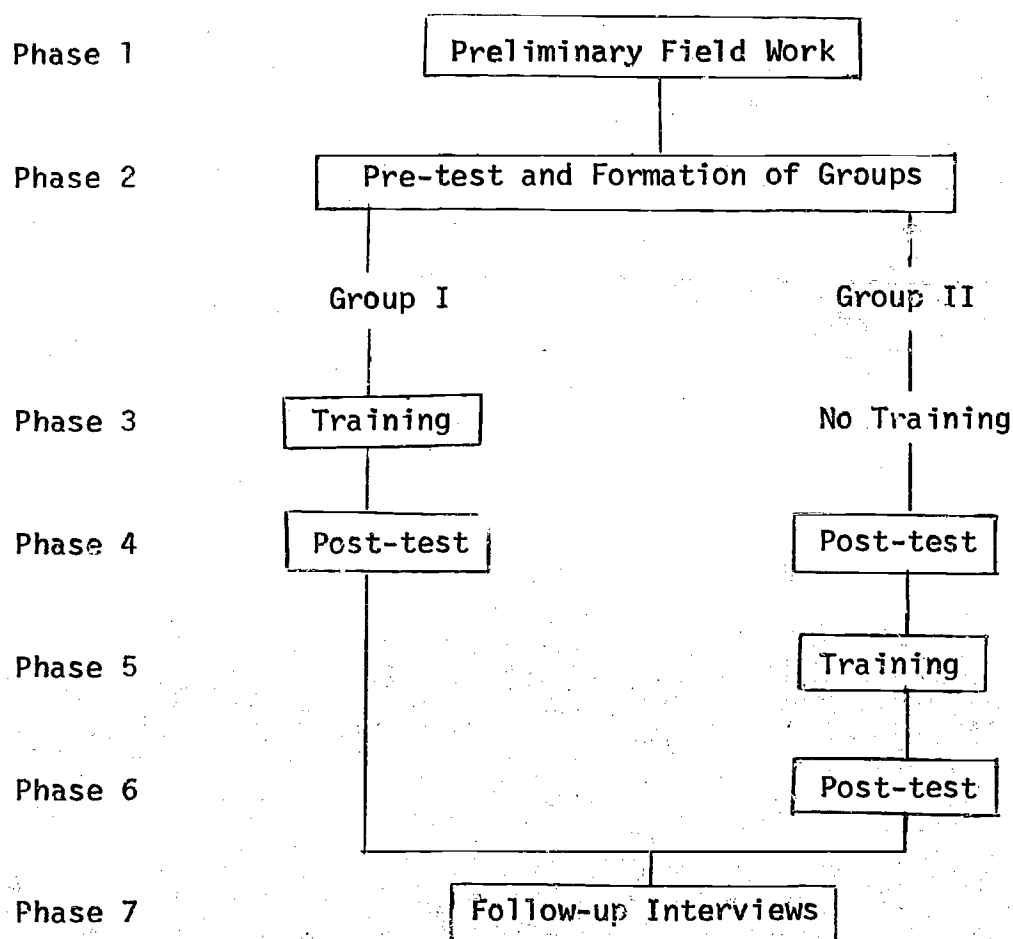 Phase 1 Preliminary Field Work
Phase 2 Pre-test and Formation of Groups
Group I Group II
Phase 3 Training No Training
Phase 4 Post-test Post-test
Phase 5 Training
Phase 6 Post-test
Phase 7 Follow-up Interviews